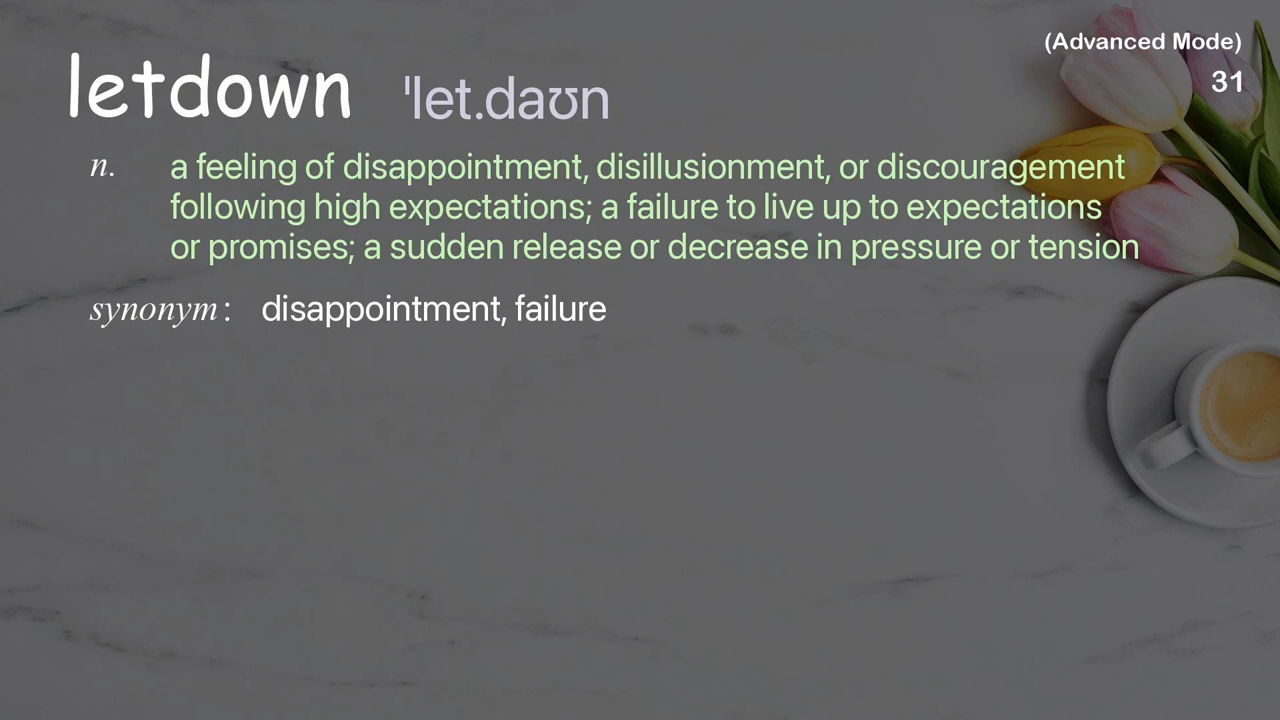 (Advanced Mode)
31
letdown ˈlet.daʊn
n. a feeling of disappointment, disillusionment, or discouragement
following high expectations; a failure to live up to expectations
or promises; a sudden release or decrease in pressure or tension
synonym: disappointment, failure